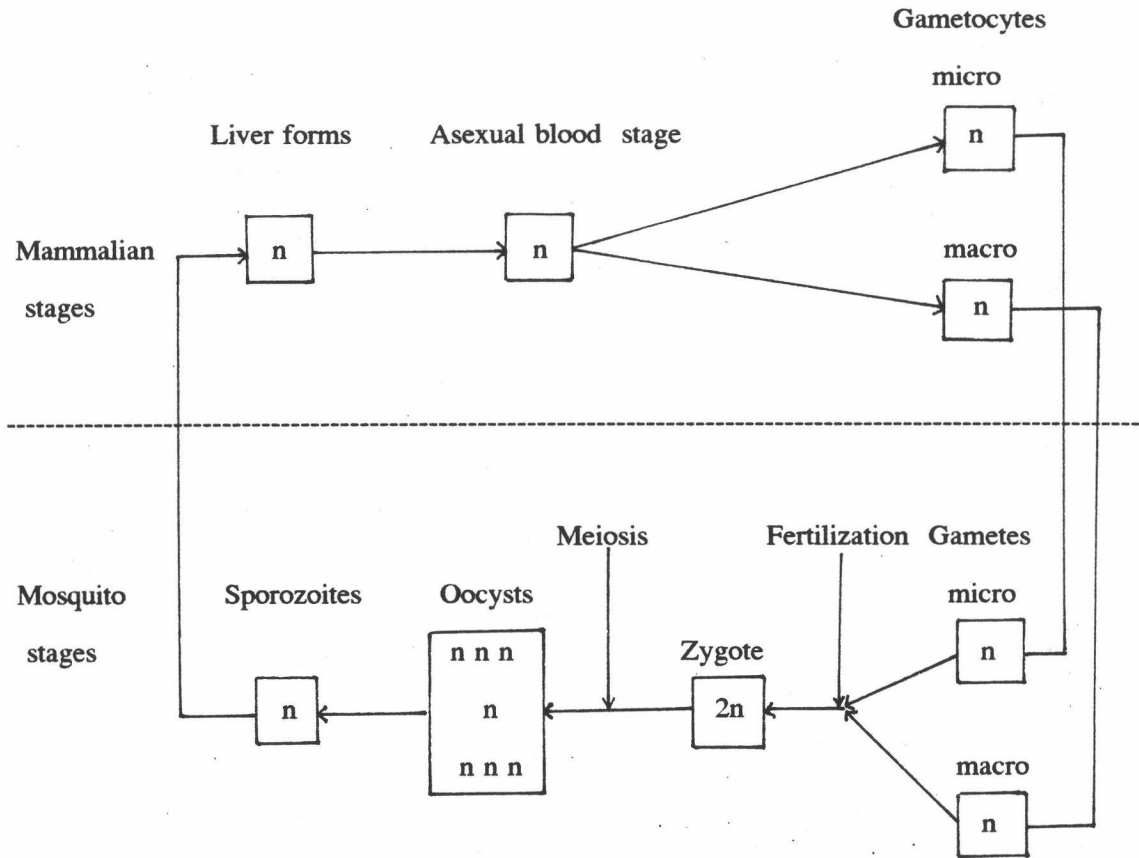 Gametocytes
micro
n
Liver forms
Asexual blood stage
n
n
Mammalian
stages
macro
n
Meiosis
Fertilization
Gametes
Mosquito
stages
Sporozoites
Oocysts
micro
n n n
n
n n n
Zygote
2n
n
n
macro
n